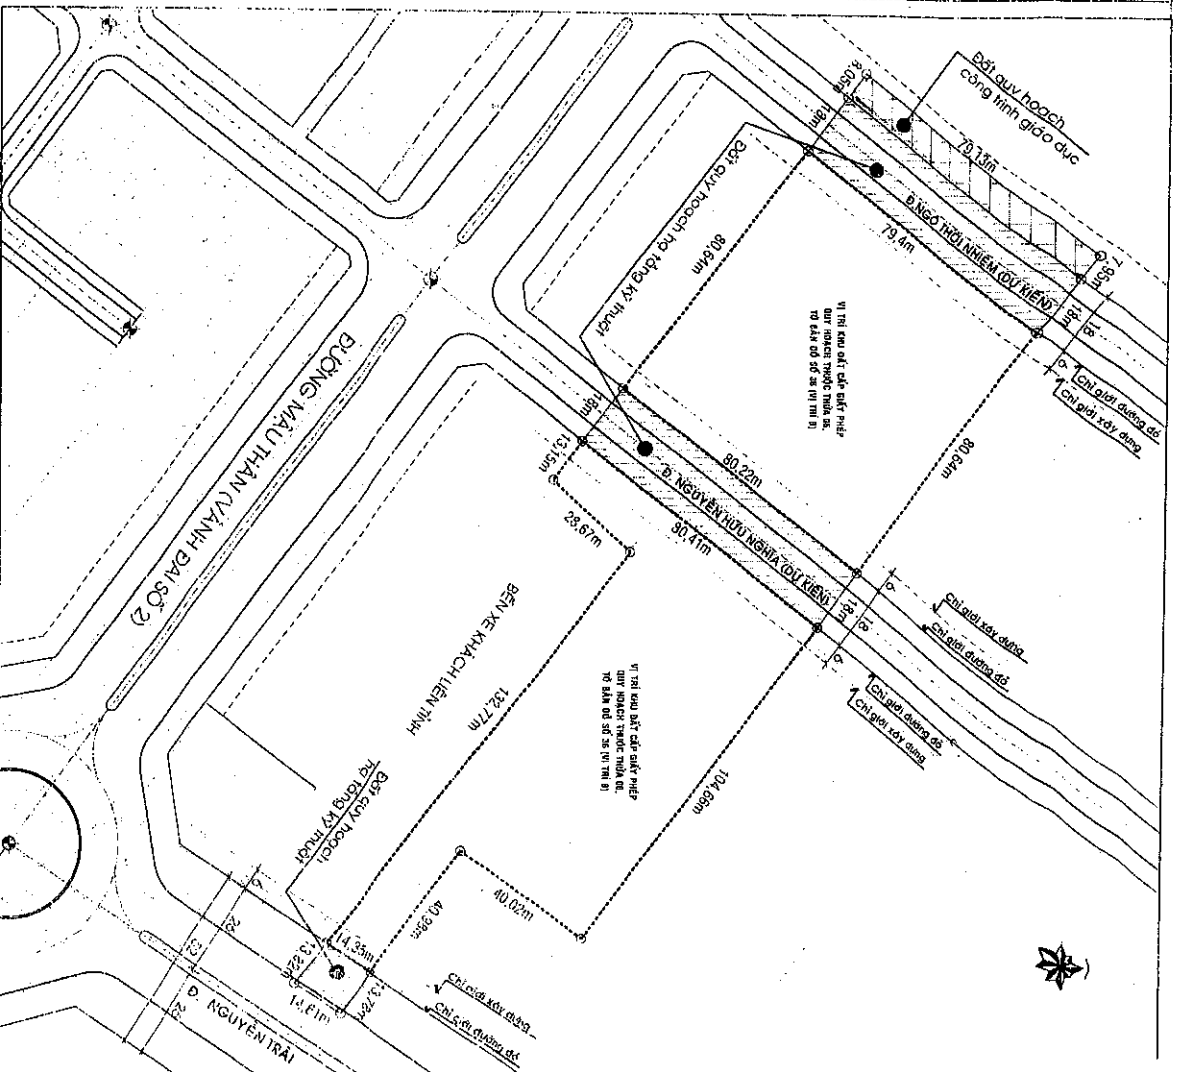 Đất quy hoạch
công trình giáo dục
8,05m
18m
79,13m
Đất quy hoạch hạ tầng kỹ thuật
Đ.NGÔ THỜI NHIỆM (DỰ KIẾN)
7,95m
18m
18
6
Chỉ giới đường đỏ
Chỉ giới xây dựng
79,4m
80,64m
VỊ TRÍ KHU ĐẤT CẤP GIẤY PHÉP
QUY HOẠCH THUỘC THỬA 06,
TỜ BẢN ĐỒ SỐ 36 (VỊ TRÍ B)
80,64m
ĐƯỜNG MẬU THÂN (VÀNH ĐAI SỐ 2)
18m
13,15m
80,22m
Đ. NGUYỄN HỮU NGHĨA (DỰ KIẾN)
80,41m
28,67m
6
18m
18
6
Chỉ giới xây dựng
Chỉ giới đường đỏ
Chỉ giới đường đỏ
Chỉ giới xây dựng
BẾN XE KHÁCH LIÊN TỈNH
132,77m
VỊ TRÍ KHU ĐẤT CẤP GIẤY PHÉP
QUY HOẠCH THUỘC THỬA 06,
TỜ BẢN ĐỒ SỐ 36 (VỊ TRÍ B)
104,66m
Đất quy hoạch
hạ tầng kỹ thuật
40,02m
40,98m
14,35m
14,61m
6
Đ. NGUYỄN TRÃI
Chỉ giới xây dựng
Chỉ giới đường đỏ